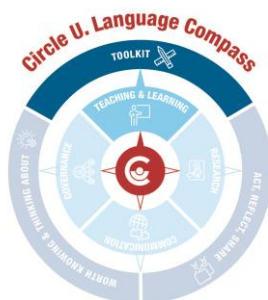 Circle U. Language Compass
TOOLKIT
TEACHING & LEARNING
GOVERNANCE
RESEARCH
COMMUNICATION
WORTH KNOWING & THINKING ABOUT
ACT, REFLECT, SHARE